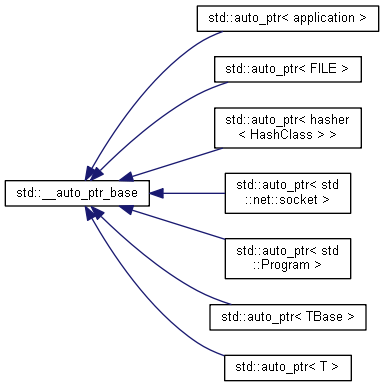 std::auto_ptr< application >
std::auto_ptr< FILE >
std::auto_ptr< hasher
< HashClass > >
std::__auto_ptr_base
std::auto_ptr< std
::net::socket >
std::auto_ptr< std
::Program >
std::auto_ptr< TBase >
std::auto_ptr< T >